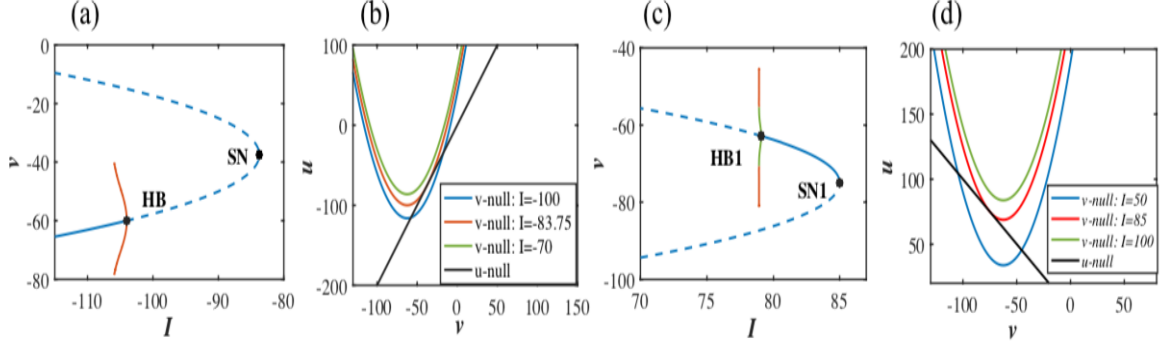 (a)
v
0
-20
-40
-60
-80
SN
HB
-110
-100
-90
-80
I
(b)
u
100
0
-100
-200
v-null: I=-100
v-null: I=-83.75
v-null: I=-70
u-null
-100
-50
0
50
100
150
v
(c)
v
-40
-60
-80
-100
HB1
SN1
70
75
80
85
I
(d)
u
200
150
100
50
v-null: I=50
v-null: I=85
v-null: I=100
u-null
-100
-50
0
50
v